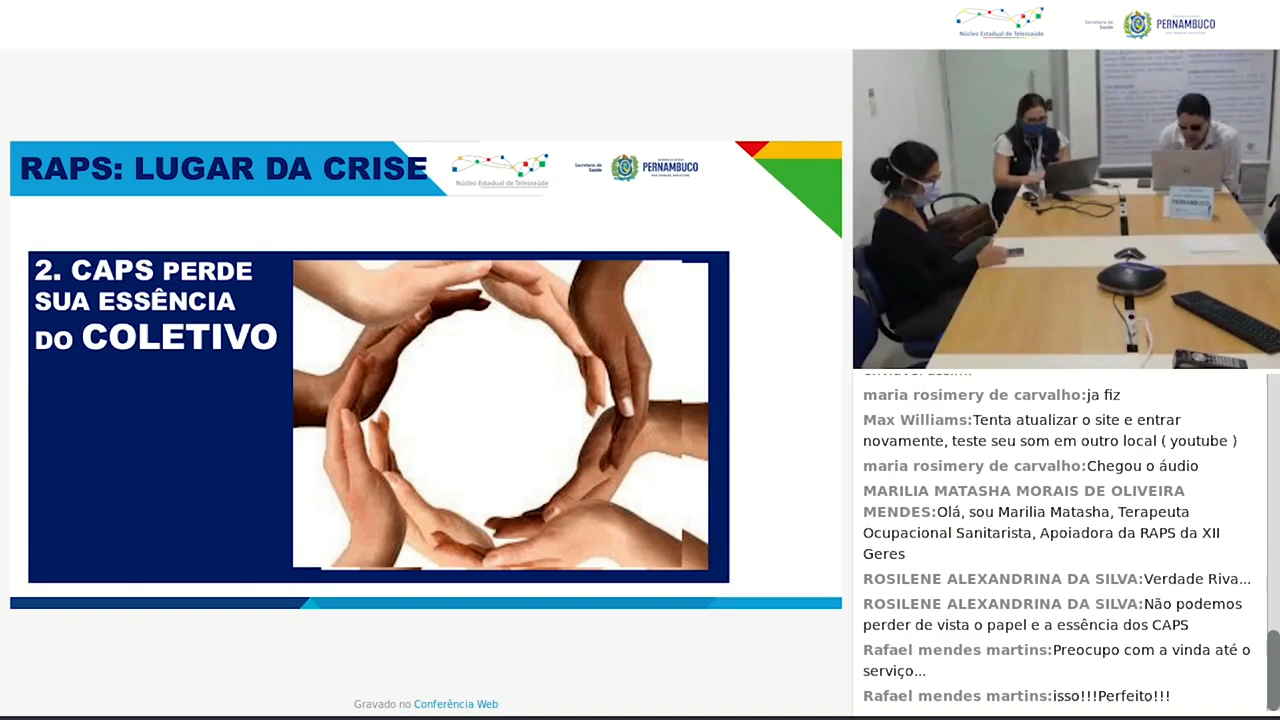 Núcleo Estadual de Telessaúde
Secretaria de
Saúde
PERNAMBUCO
RAPS: LUGAR DA CRISE
Núcleo Estadual de Telessaúde
Secretaria de
Saúde
PERNAMBUCO
2. CAPS PERDE
SUA ESSÊNCIA
DO COLETIVO
PERNAMBUCO
maria rosimery de carvalho:ja fiz
Max Williams:Tenta atualizar o site e entrar
novamente, teste seu som em outro local ( youtube )
maria rosimery de carvalho:Chegou o áudio
MARILIA MATASHA MORAIS DE OLIVEIRA
MENDES:Olá, sou Marilia Matasha, Terapeuta
Ocupacional Sanitarista, Apoiadora da RAPS da XII
Geres
ROSILENE ALEXANDRINA DA SILVA:Verdade Riva...
ROSILENE ALEXANDRINA DA SILVA:Não podemos
perder de vista o papel e a essência dos CAPS
Rafael mendes martins:Preocupo com a vinda até o
serviço...
Rafael mendes martins:isso!!!Perfeito!!!
Gravado no Conferência Web